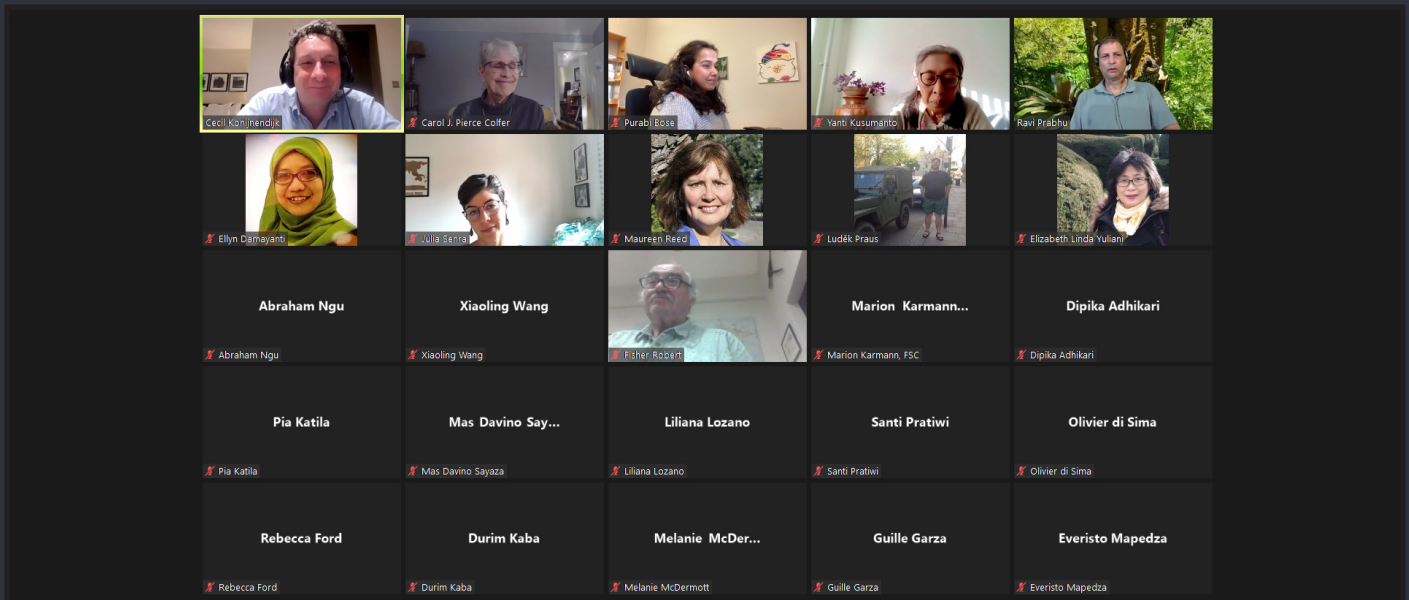 Cecil Konijnendijk
Carol J. Pierce Colfer
Purabi Bose
Yanti Kusumanto
Ravi Prabhu
Ellyn Damayanti
Julia Senra
Maureen Reed
Luděk Praus
Elizabeth Linda Yuliani
Abraham Ngu
Xiaoling Wang
Marion Karmann...
Dipika Adhikari
Abraham Ngu
Xiaoling Wang
Fisher Robert
Marion Karmann, FSC
Dipika Adhikari
Pia Katila
Mas Davino Say...
Liliana Lozano
Santi Pratiwi
Olivier di Sima
Pia Katila
Mas Davino Sayaza
Liliana Lozano
Santi Pratiwi
Olivier di Sima
Rebecca Ford
Durim Kaba
Melanie McDer...
Guille Garza
Everisto Mapedza
Rebecca Ford
Durim Kaba
Melanie McDermott
Guille Garza
Everisto Mapedza